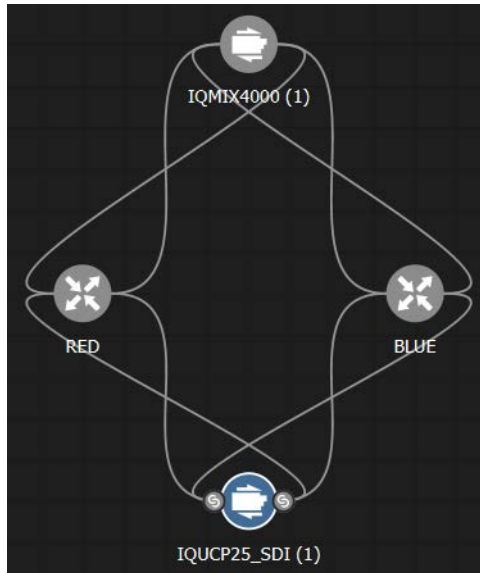 IQMIX4000 (1)
RED
BLUE
S
S
IQUCP25_SDI (1)